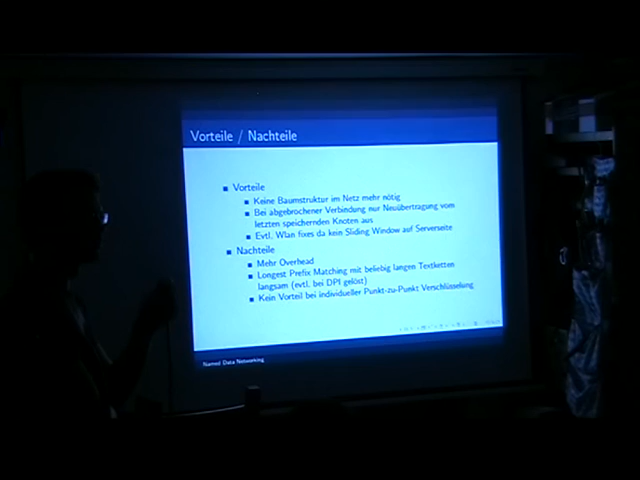 Vorteile / Nachteile
Vorteile
Keine Baumstruktur im Netz mehr nötig
Bei abgebrochener Verbindung nur Neuübertragung vom
letzten speichernden Knoten aus
Evtl. Wlan fixes da kein Sliding Window auf Serverseite
Nachteile
Mehr Overhead
Longest Prefix Matching mit beliebig langen Textketten
langsam (evtl. bei DPI gelöst)
Kein Vorteil bei individueller Punkt-zu-Punkt Verschlüsselung
Named Data Networking